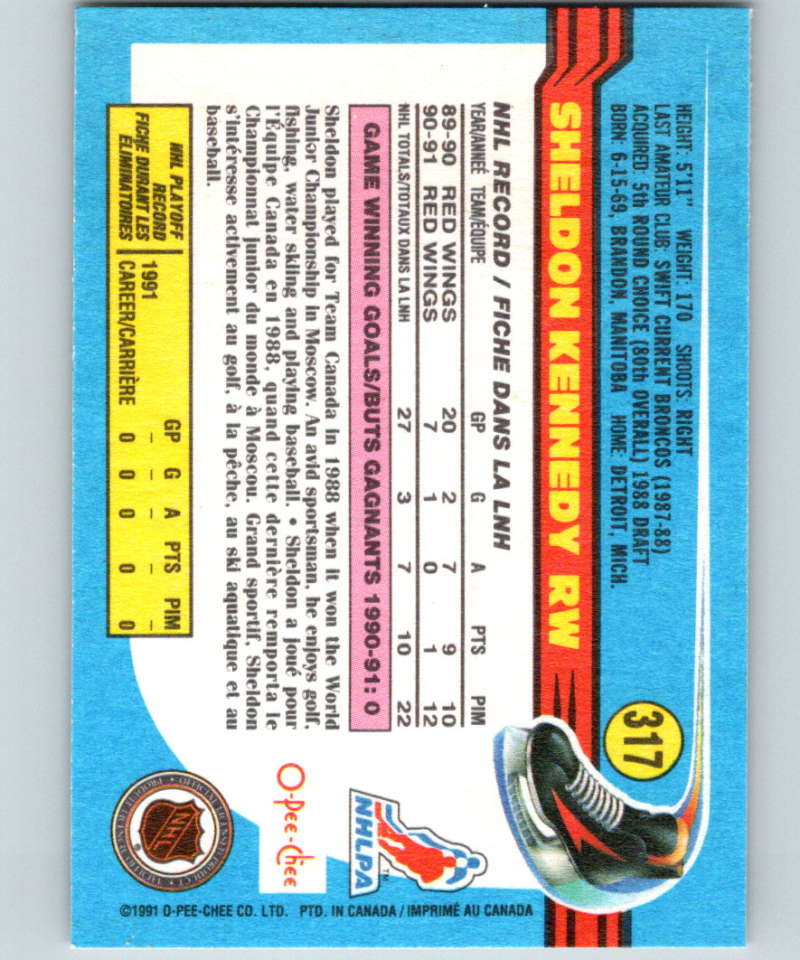 317
HEIGHT: 5'11" WEIGHT: 170 SHOOTS: RIGHT
LAST AMATEUR CLUB: SWIFT CURRENT BRONCOS (1987-88)
ACQUIRED: 5th ROUND CHOICE (80th OVERALL) 1988 DRAFT
BORN: 6-15-69, BRANDON, MANITOBA HOME: DETROIT, MICH.
SHELDON KENNEDY RW
NHL RECORD / FICHE DANS LA LNH
YEAR/ANNEÉ TEAM/ÉQUIPE GP G A PTS PIM
89-90 RED WINGS 20 2 7 9 10
90-91 RED WINGS 7 1 0 1 12
NHL TOTALS/TOTAUX DANS LA LNH 27 3 7 10 22
GAME WINNING GOALS/BUTS GAGNANTS 1990-91: 0
Sheldon played for Team Canada in 1988 when it won the World
Junior Championship in Moscow. An avid sportsman, he enjoys golf,
fishing, water skiing and playing baseball. • Sheldon a joué pour
l'Équipe Canada en 1988, quand cette dernière remporta le
Championnat junior du monde à Moscou. Grand sportif, Sheldon
s'intéresse activement au golf, à la pêche, au ski aquatique et au
baseball.
NHL PLAYOFF RECORD
FICHE DURANT LES ÉLIMINATOIRES
GP G A PTS PIM
1991 – – – – –
CAREER/CARRIÈRE 0 0 0 0 0
NHLPA
TM
O-Pee-Chee
NHL
©1991 O-PEE-CHEE CO. LTD. PTD. IN CANADA / IMPRIMÉ AU CANADA